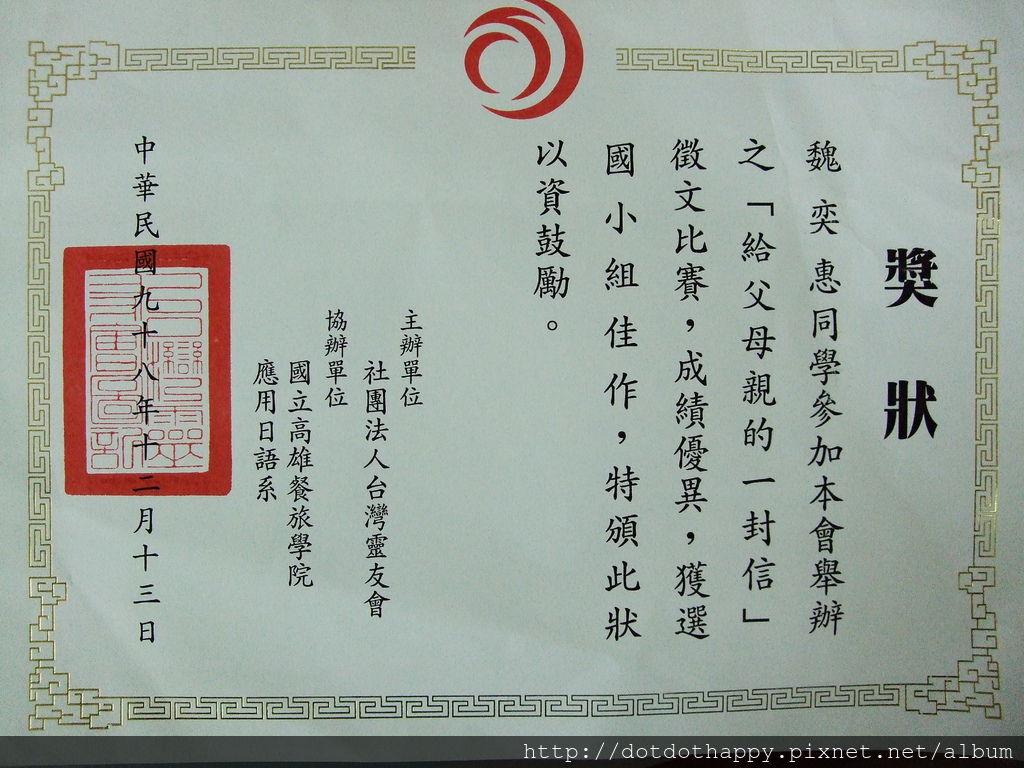 獎狀
魏奕惠同學參加本會舉辦
之「給父母親的一封信」
徵文比賽，成績優異，獲選
國小組佳作，特頒此狀
以資鼓勵。
主辦單位
社團法人台灣靈友會
協辦單位
國立高雄餐旅學院
應用日語系
中華民國九十八年十二月十三日
http://dotdothappy.pixnet.net/album